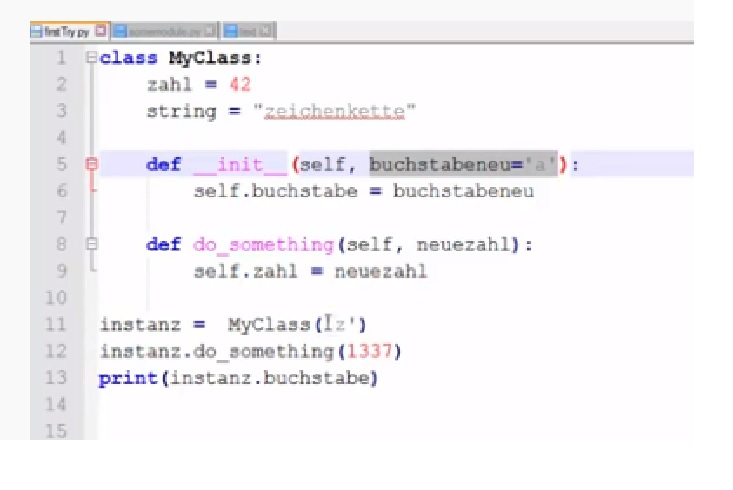 firstTry.py somemodule.py test
1 class MyClass:
2 zahl = 42
3 string = "zeichenkette"
4
5 def __init__(self, buchstabeneu='a'):
6 self.buchstabe = buchstabeneu
7
8 def do_something(self, neuezahl):
9 self.zahl = neuezahl
10
11 instanz = MyClass('z')
12 instanz.do_something(1337)
13 print(instanz.buchstabe)
14
15